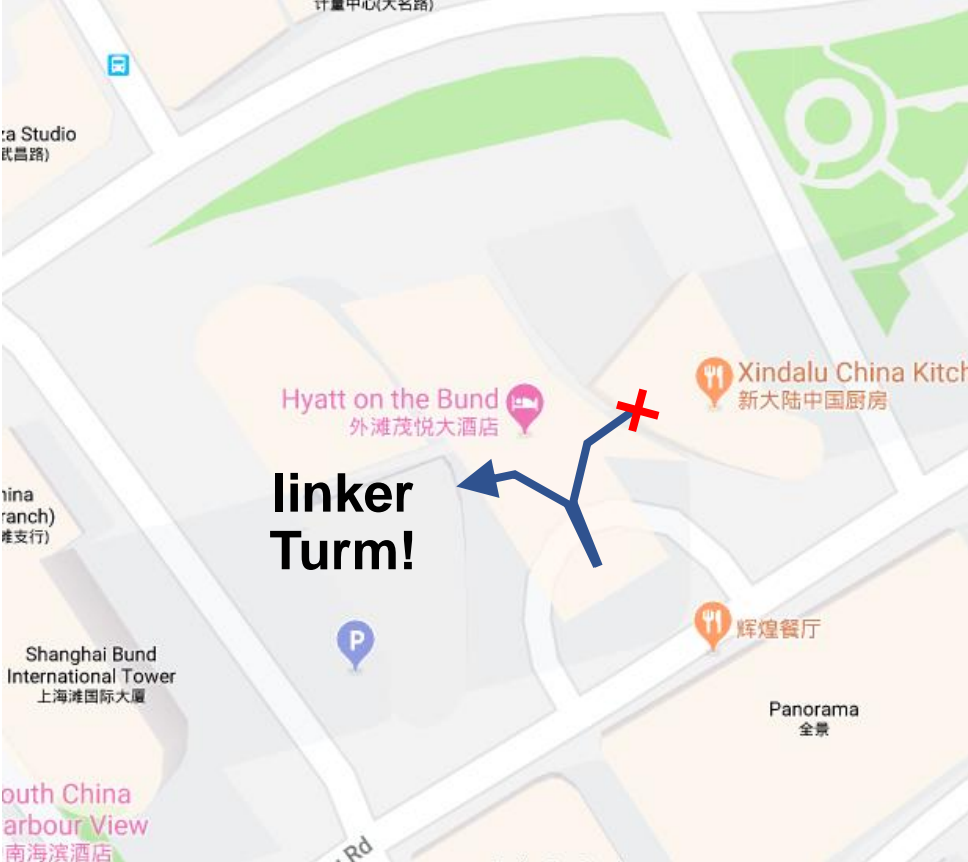 计量中心(大名路)
za Studio
武昌路)
Xindalu China Kitch
新大陆中国厨房
Hyatt on the Bund
外滩茂悦大酒店
linker
Turm!
hina
ranch)
滩支行)
P
辉煌餐厅
Shanghai Bund
International Tower
上海滩国际大厦
Panorama
全景
outh China
arbour View
南海滨酒店
Rd